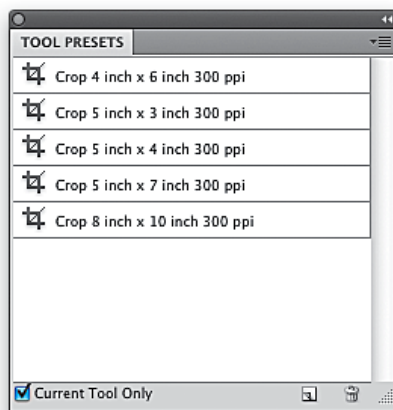 TOOL PRESETS
Crop 4 inch x 6 inch 300 ppi
Crop 5 inch x 3 inch 300 ppi
Crop 5 inch x 4 inch 300 ppi
Crop 5 inch x 7 inch 300 ppi
Crop 8 inch x 10 inch 300 ppi
Current Tool Only